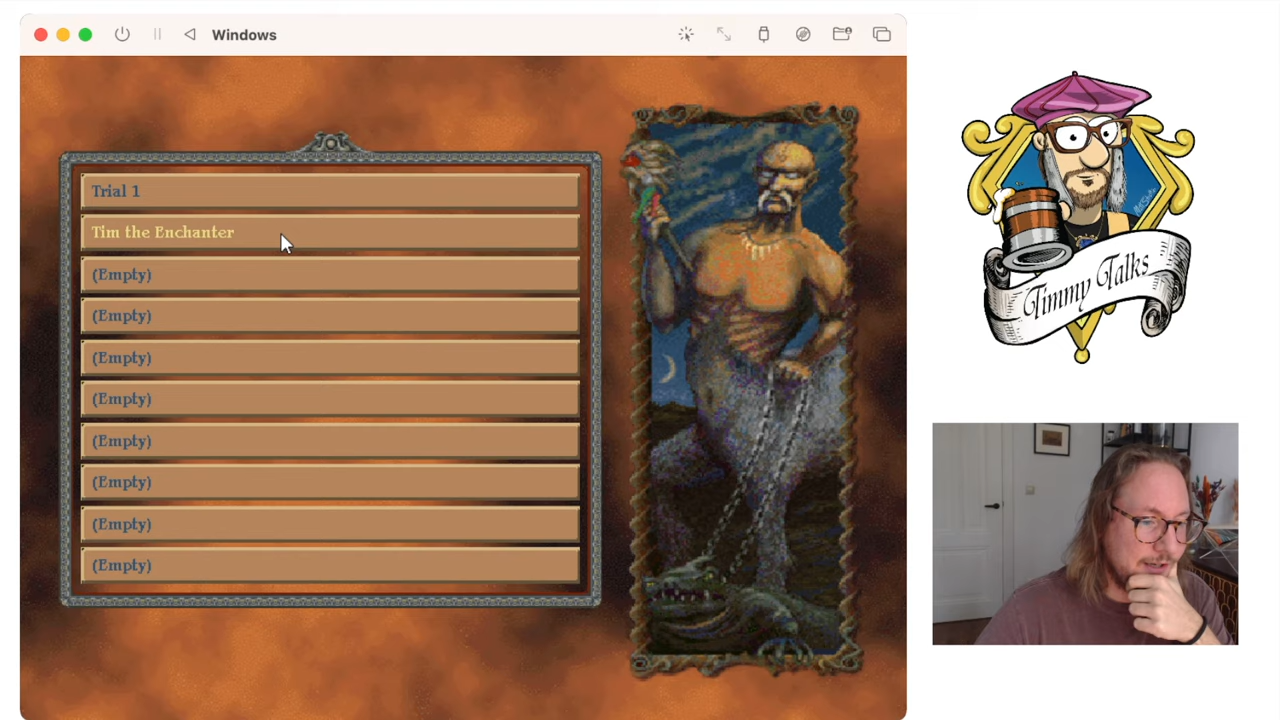 Windows
Trial 1
Tim the Enchanter
(Empty)
(Empty)
(Empty)
(Empty)
(Empty)
(Empty)
(Empty)
(Empty)
Timmy Talks